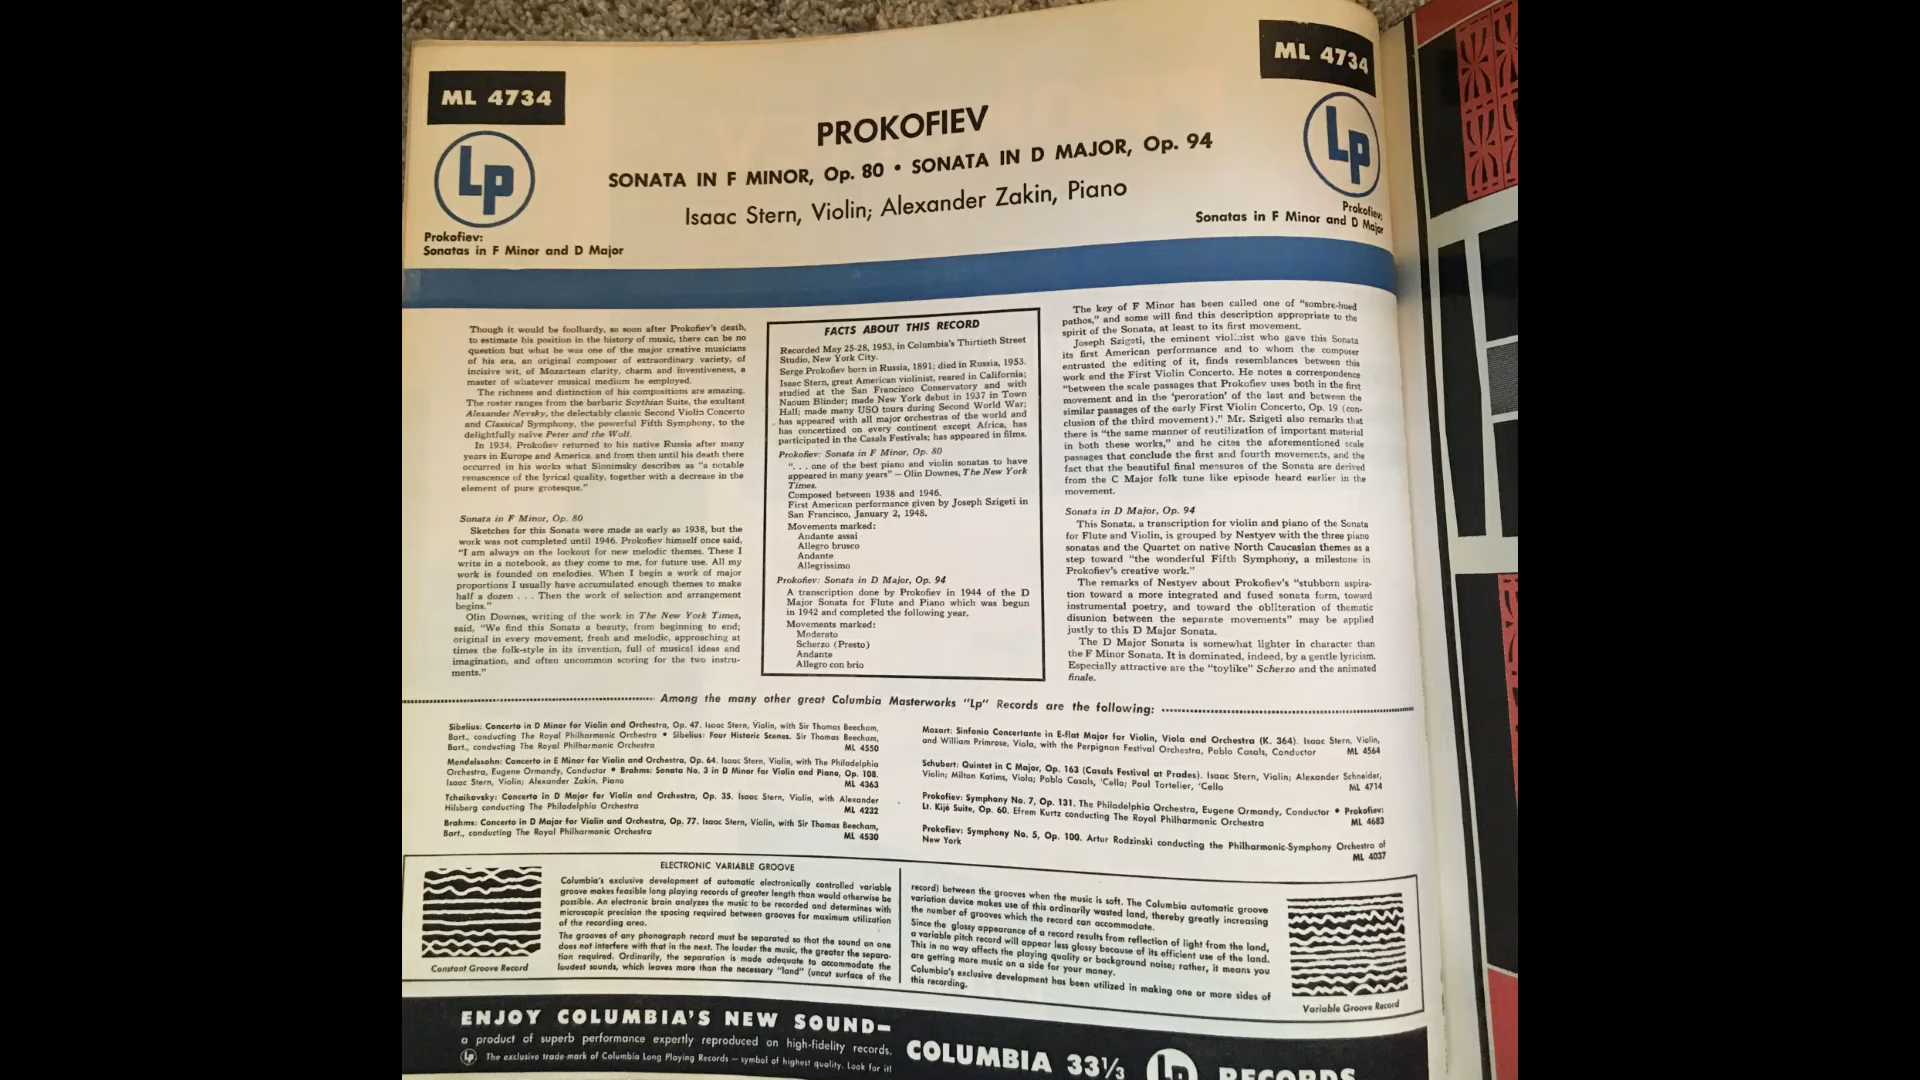 ML 4734
Lp
Prokofiev:
Sonatas in F Minor and D Major
PROKOFIEV
SONATA IN F MINOR, Op. 80 • SONATA IN D MAJOR, Op. 94
Isaac Stern, Violin; Alexander Zakin, Piano
ML 4734
Lp
Prokofiev:
Sonatas in F Minor and D Major
Though it would be foolhardy, so soon after Prokofiev's death,
to estimate his position in the history of music, there can be no
question but what he was one of the major creative musicians
of his era, an original composer of extraordinary variety, of
incisive wit, of Mozartean clarity, charm and inventiveness, a
master of whatever musical medium he employed.
The richness and distinction of his compositions are amazing.
The roster ranges from the barbaric Scythian Suite, the exultant
Alexander Nevsky, the delectably classic Second Violin Concerto
and Classical Symphony, the powerful Fifth Symphony, to the
delightfully naïve Peter and the Wolf.
In 1934, Prokofiev returned to his native Russia after many
years in Europe and America, and from then until his death there
occurred in his works what Slonimsky describes as "a notable
renascence of the lyrical quality, together with a decrease in the
element of pure grotesque."
Sonata in F Minor, Op. 80
Sketches for this Sonata were made as early as 1938, but the
work was not completed until 1946. Prokofiev himself once said,
"I am always on the lookout for new melodic themes. These I
write in a notebook, as they come to me, for future use. All my
work is founded on melodies. When I begin a work of major
proportions I usually have accumulated enough themes to make
half a dozen . . . Then the work of selection and arrangement
begins."
Olin Downes, writing of the work in The New York Times,
said, "We find this Sonata a beauty, from beginning to end;
original in every movement, fresh and melodic, approaching at
times the folk-style in its invention, full of musical ideas and
imagination, and often uncommon scoring for the two instru-
ments."
FACTS ABOUT THIS RECORD
Recorded May 25-28, 1953, in Columbia's Thirtieth Street
Studio, New York City.
Serge Prokofiev born in Russia, 1891; died in Russia, 1953.
Isaac Stern, great American violinist, reared in California;
studied at the San Francisco Conservatory and with
Naoum Blinder; made New York debut in 1937 in Town
Hall; made many USO tours during Second World War;
has appeared with all major orchestras of the world and
has concertized on every continent except Africa, has
participated in the Casals Festivals; has appeared in films.
Prokofiev: Sonata in F Minor, Op. 80
". . . one of the best piano and violin sonatas to have
appeared in many years" — Olin Downes, The New York
Times.
Composed between 1938 and 1946.
First American performance given by Joseph Szigeti in
San Francisco, January 2, 1948.
Movements marked:
Andante assai
Allegro brusco
Andante
Allegrissimo
Prokofiev: Sonata in D Major, Op. 94
A transcription done by Prokofiev in 1944 of the D
Major Sonata for Flute and Piano which was begun
in 1942 and completed the following year.
Movements marked:
Moderato
Scherzo (Presto)
Andante
Allegro con brio
The key of F Minor has been called one of "sombre-hued
pathos," and some will find this description appropriate to the
spirit of the Sonata, at least to its first movement.
Joseph Szigeti, the eminent violinist who gave this Sonata
its first American performance and to whom the composer
entrusted the editing of it, finds resemblances between this
work and the First Violin Concerto. He notes a correspondence
"between the scale passages that Prokofiev uses both in the first
movement and in the 'peroration' of the last and between the
similar passages of the early First Violin Concerto, Op. 19 (con-
clusion of the third movement)." Mr. Szigeti also remarks that
there is "the same manner of reutilization of important material
in both these works," and he cites the aforementioned scale
passages that conclude the first and fourth movements, and the
fact that the beautiful final measures of the Sonata are derived
from the C Major folk tune like episode heard earlier in the
movement.
Sonata in D Major, Op. 94
This Sonata, a transcription for violin and piano of the Sonata
for Flute and Violin, is grouped by Nestyev with the three piano
sonatas and the Quartet on native North Caucasian themes as a
step toward "the wonderful Fifth Symphony, a milestone in
Prokofiev's creative work."
The remarks of Nestyev about Prokofiev's "stubborn aspira-
tion toward a more integrated and fused sonata form, toward
instrumental poetry, and toward the obliteration of thematic
disunion between the separate movements" may be applied
justly to this D Major Sonata.
The D Major Sonata is somewhat lighter in character than
the F Minor Sonata. It is dominated, indeed, by a gentle lyricism.
Especially attractive are the "toylike" Scherzo and the animated
finale.
Among the many other great Columbia Masterworks "Lp" Records are the following:
Sibelius: Concerto in D Minor for Violin and Orchestra, Op. 47. Isaac Stern, Violin, with Sir Thomas Beecham,
Bart., conducting The Royal Philharmonic Orchestra • Sibelius: Four Historic Scenes. Sir Thomas Beecham,
Bart., conducting The Royal Philharmonic Orchestra ML 4550
Mendelssohn: Concerto in E Minor for Violin and Orchestra, Op. 64. Isaac Stern, Violin, with The Philadelphia
Orchestra, Eugene Ormandy, Conductor • Brahms: Sonata No. 3 in D Minor for Violin and Piano, Op. 108.
Isaac Stern, Violin; Alexander Zakin, Piano ML 4363
Tchaikovsky: Concerto in D Major for Violin and Orchestra, Op. 35. Isaac Stern, Violin, with Alexander
Hilsberg conducting The Philadelphia Orchestra ML 4232
Brahms: Concerto in D Major for Violin and Orchestra, Op. 77. Isaac Stern, Violin, with Sir Thomas Beecham,
Bart., conducting The Royal Philharmonic Orchestra ML 4530
Mozart: Sinfonia Concertante in E-flat Major for Violin, Viola and Orchestra (K. 364). Isaac Stern, Violin,
and William Primrose, Viola, with the Perpignan Festival Orchestra, Pablo Casals, Conductor ML 4564
Schubert: Quintet in C Major, Op. 163 (Casals Festival at Prades). Isaac Stern, Violin; Alexander Schneider,
Violin; Milton Katims, Viola; Pablo Casals, 'Cello; Paul Tortelier, 'Cello ML 4714
Prokofiev: Symphony No. 7, Op. 131. The Philadelphia Orchestra, Eugene Ormandy, Conductor • Prokofiev:
Lt. Kijé Suite, Op. 60. Efrem Kurtz conducting The Royal Philharmonic Orchestra ML 4683
Prokofiev: Symphony No. 5, Op. 100. Artur Rodzinski conducting the Philharmonic-Symphony Orchestra of
New York ML 4037
ELECTRONIC VARIABLE GROOVE
Columbia's exclusive development of automatic electronically controlled variable
groove makes feasible long playing records of greater length than would otherwise be
possible. An electronic brain analyzes the music to be recorded and determines with
microscopic precision the spacing required between grooves for maximum utilization
of the recording area.
The grooves of any phonograph record must be separated so that the sound on one
does not interfere with that in the next. The louder the music, the greater the separa-
tion required. Ordinarily, the separation is made adequate to accommodate the
loudest sounds, which leaves more than the necessary "land" (uncut surface of the
record) between the grooves when the music is soft. The Columbia automatic groove
variation device makes use of this ordinarily wasted land, thereby greatly increasing
the number of grooves which the record can accommodate.
Since the glossy appearance of a record results from reflection of light from the land,
a variable pitch record will appear less glossy because of its efficient use of the land.
This in no way affects the playing quality or background noise; rather, it means you
are getting more music on a side for your money.
Columbia's exclusive development has been utilized in making one or more sides of
this recording.
Constant Groove Record
Variable Groove Record
ENJOY COLUMBIA'S NEW SOUND—
a product of superb performance expertly reproduced on high-fidelity records.
Lp The exclusive trade-mark of Columbia Long Playing Records — symbol of highest quality. Look for it!
COLUMBIA 33⅓ Lp RECORDS